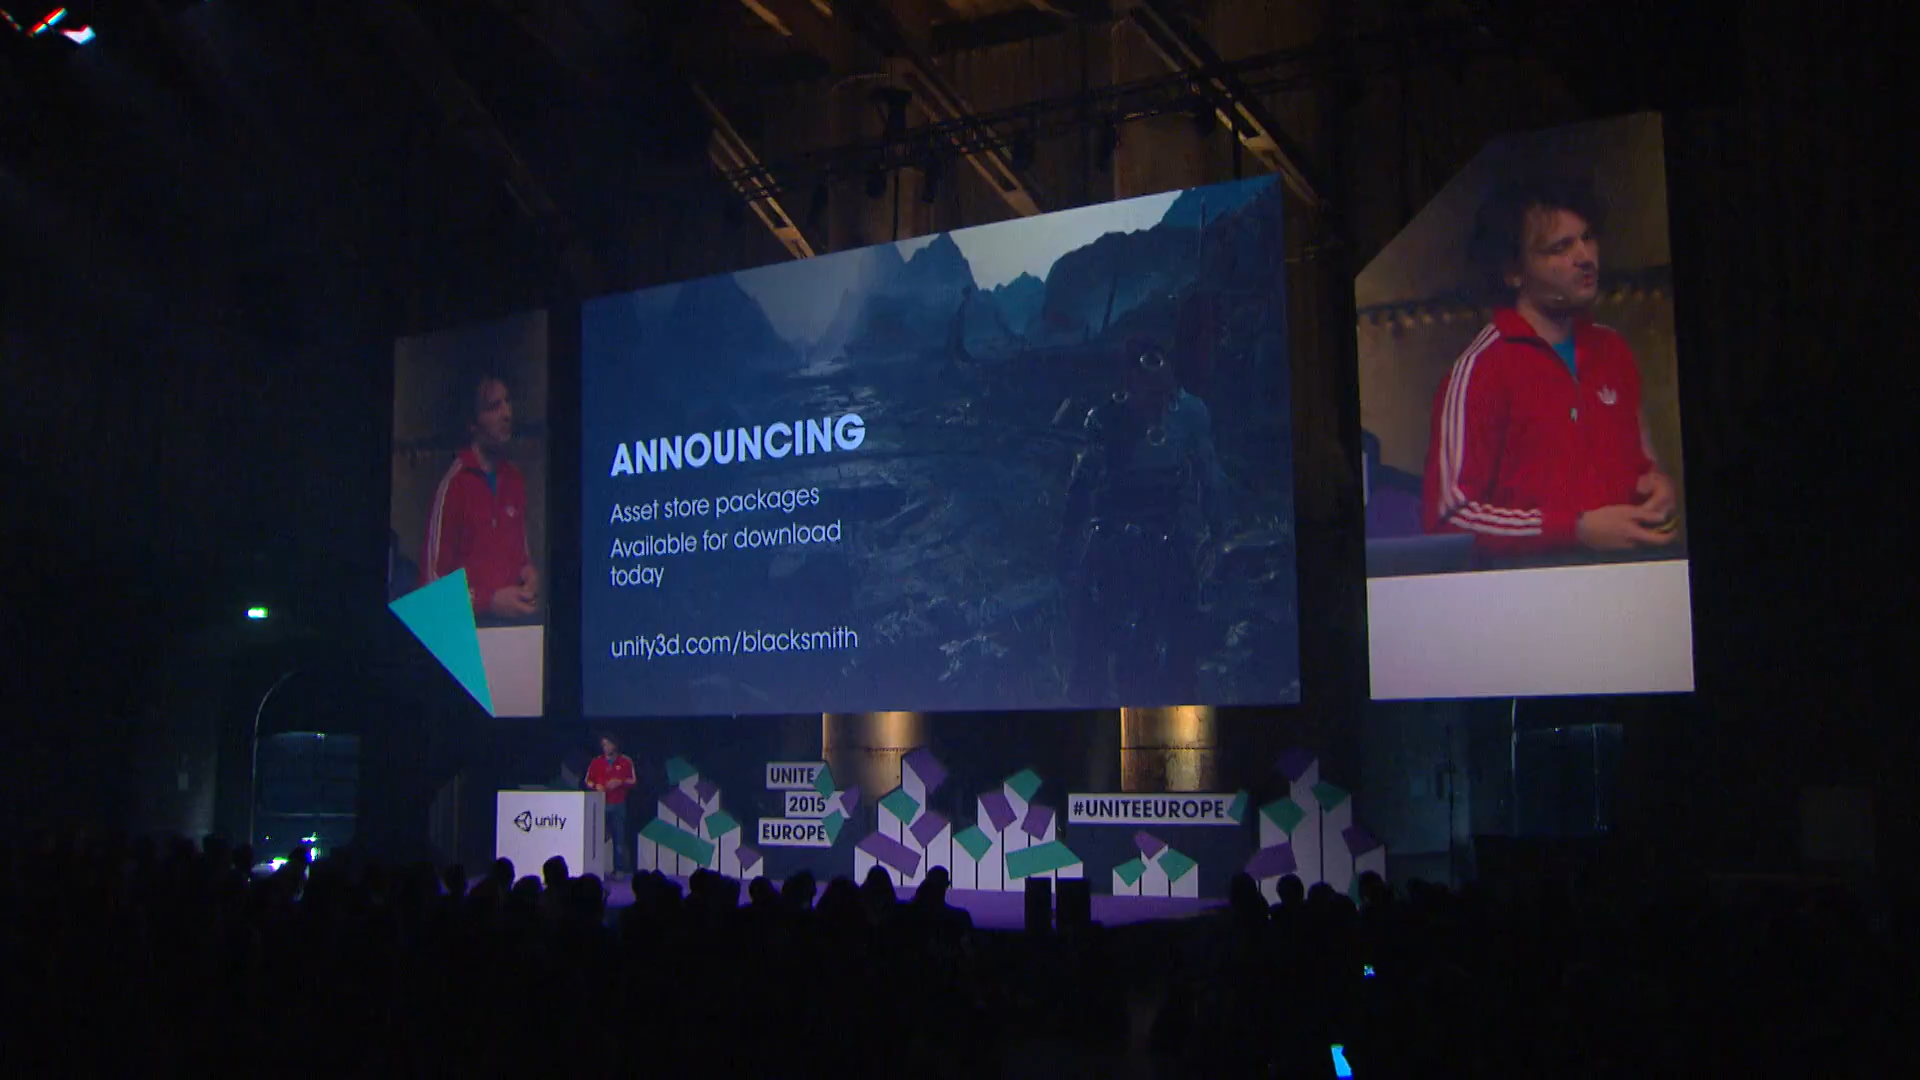 ANNOUNCING
Asset store packages
Available for download
today
unity3d.com/blacksmith
unity
UNITE
2015
EUROPE
#UNITEEUROPE